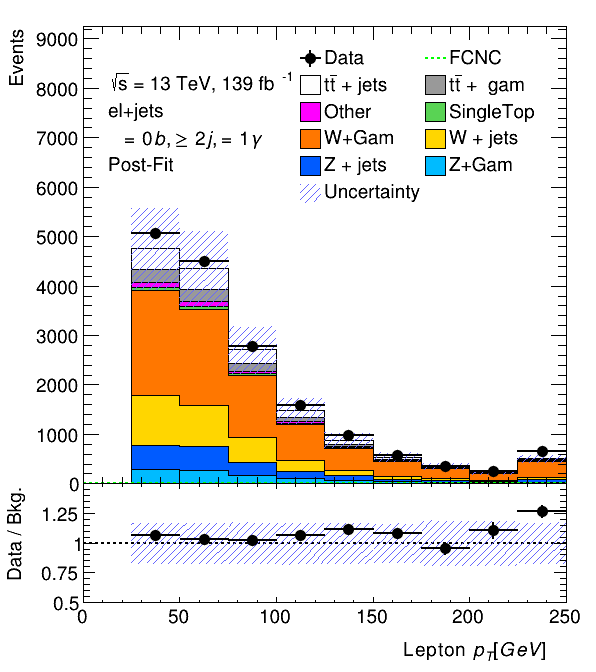 Events
9000
8000
7000
6000
5000
4000
3000
2000
1000
0
√s = 13 TeV, 139 fb⁻¹
el+jets
= 0b, ≥ 2j, = 1γ
Post-Fit
Data
FCNC
tt̄ + jets
tt̄ + gam
Other
SingleTop
W+Gam
W + jets
Z + jets
Z+Gam
Uncertainty
Data / Bkg.
1.25
1
0.75
0.5
0 50 100 150 200 250
Lepton p_T[GeV]